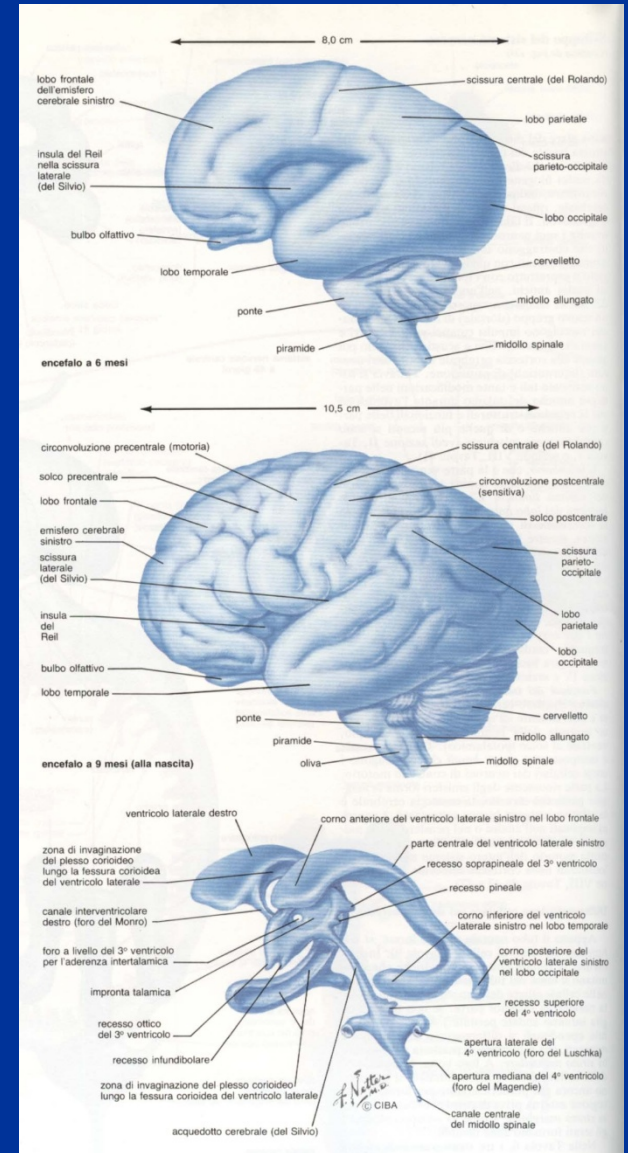 8,0 cm
lobo frontale
dell'emisfero
cerebrale sinistro
insula del Reil
nella scissura
laterale
(del Silvio)
bulbo olfattivo
lobo temporale
ponte
piramide
scissura centrale (del Rolando)
lobo parietale
scissura
parieto-occipitale
lobo occipitale
cervelletto
midollo allungato
midollo spinale
encefalo a 6 mesi
10,5 cm
circonvoluzione precentrale (motoria)
solco precentrale
lobo frontale
emisfero cerebrale
sinistro
scissura
laterale
(del Silvio)
insula
del
Reil
bulbo olfattivo
lobo temporale
ponte
piramide
oliva
scissura centrale (del Rolando)
circonvoluzione postcentrale
(sensitiva)
solco postcentrale
scissura
parieto-
occipitale
lobo
parietale
lobo
occipitale
cervelletto
midollo allungato
midollo spinale
encefalo a 9 mesi (alla nascita)
ventricolo laterale destro
zona di invaginazione
del plesso corioideo
lungo la fessura corioidea
del ventricolo laterale
canale interventricolare
destro (foro del Monro)
foro a livello del 3º ventricolo
per l'aderenza intertalamica
impronta talamica
recesso ottico
del 3º ventricolo
recesso infundibolare
zona di invaginazione del plesso corioideo
lungo la fessura corioidea del ventricolo laterale
acquedotto cerebrale (del Silvio)
corno anteriore del ventricolo laterale sinistro nel lobo frontale
parte centrale del ventricolo laterale sinistro
recesso soprapineale del 3º ventricolo
recesso pineale
corno inferiore del ventricolo
laterale sinistro nel lobo temporale
corno posteriore del
ventricolo laterale sinistro
nel lobo occipitale
recesso superiore
del 4º ventricolo
apertura laterale del
4º ventricolo (foro del Luschka)
apertura mediana del 4º ventricolo
(foro del Magendie)
canale centrale
del midollo spinale
F. Netter
M.D.
© CIBA